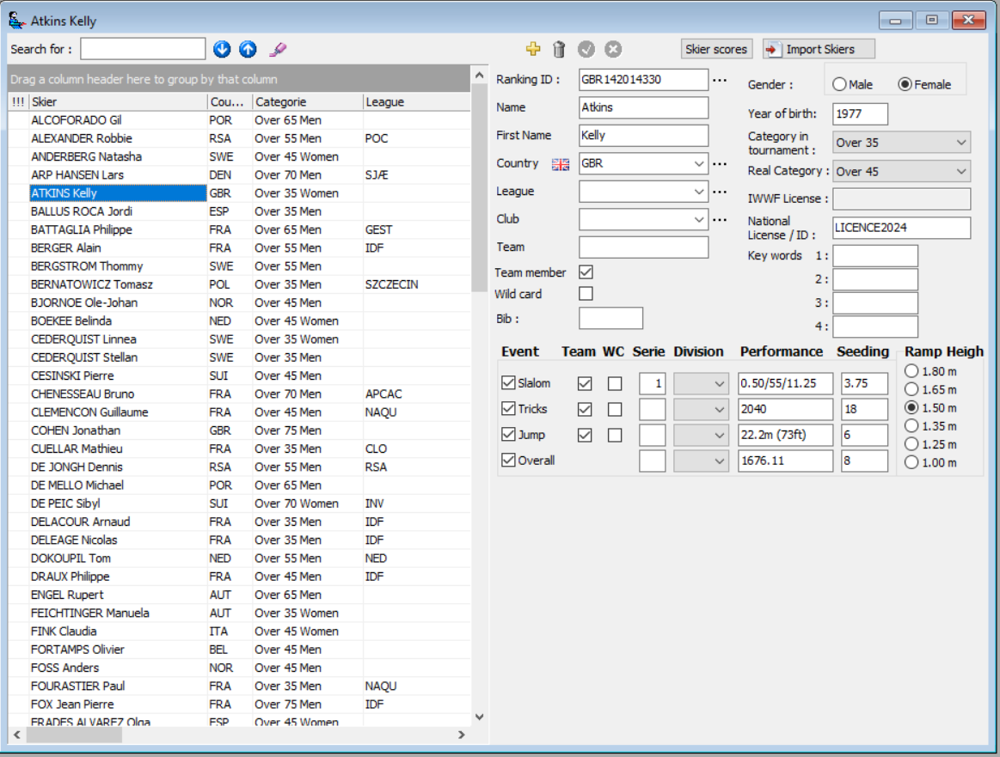 Atkins Kelly
Search for :
Skier scores
Import Skiers
Drag a column header here to group by that column
!!! Skier Cou... Categorie League
ALCOFORADO Gil POR Over 65 Men
ALEXANDER Robbie RSA Over 55 Men POC
ANDERBERG Natasha SWE Over 45 Women
ARP HANSEN Lars DEN Over 70 Men SJÆ
ATKINS Kelly GBR Over 35 Women
BALLUS ROCA Jordi ESP Over 35 Men
BATTAGLIA Philippe FRA Over 65 Men GEST
BERGER Alain FRA Over 55 Men IDF
BERGSTROM Thommy SWE Over 55 Men
BERNATOWICZ Tomasz POL Over 35 Men SZCZECIN
BJORNOE Ole-Johan NOR Over 45 Men
BOEKEE Belinda NED Over 45 Women
CEDERQUIST Linnea SWE Over 35 Women
CEDERQUIST Stellan SWE Over 35 Men
CESINSKI Pierre SUI Over 45 Men
CHENESSEAU Bruno FRA Over 70 Men APCAC
CLEMENCON Guillaume FRA Over 45 Men NAQU
COHEN Jonathan GBR Over 75 Men
CUELLAR Mathieu FRA Over 35 Men CLO
DE JONGH Dennis RSA Over 55 Men RSA
DE MELLO Michael POR Over 65 Men
DE PEIC Sibyl SUI Over 70 Women INV
DELACOUR Arnaud FRA Over 35 Men IDF
DELEAGE Nicolas FRA Over 35 Men IDF
DOKOUPIL Tom NED Over 55 Men NED
DRAUX Philippe FRA Over 45 Men IDF
ENGEL Rupert AUT Over 65 Men
FEICHTINGER Manuela AUT Over 35 Women
FINK Claudia ITA Over 45 Women
FORTAMPS Olivier BEL Over 45 Men
FOSS Anders NOR Over 45 Men
FOURASTIER Paul FRA Over 35 Men NAQU
FOX Jean Pierre FRA Over 75 Men IDF
FRADES ALVAREZ Olga ESP Over 45 Women
Ranking ID : GBR142014330 ...
Name Atkins
First Name Kelly
Country GBR ...
League ...
Club ...
Team
Team member
Wild card
Bib :
Gender : Male Female
Year of birth: 1977
Category in
tournament : Over 35
Real Category : Over 45
IWWF License :
National
License / ID : LICENCE2024
Key words 1 :
2 :
3 :
4 :
Event Team WC Serie Division Performance Seeding
Slalom 1 0.50/55/11.25 3.75
Tricks 2040 18
Jump 22.2m (73ft) 6
Overall 1676.11 8
Ramp Heigh
1.80 m
1.65 m
1.50 m
1.35 m
1.25 m
1.00 m